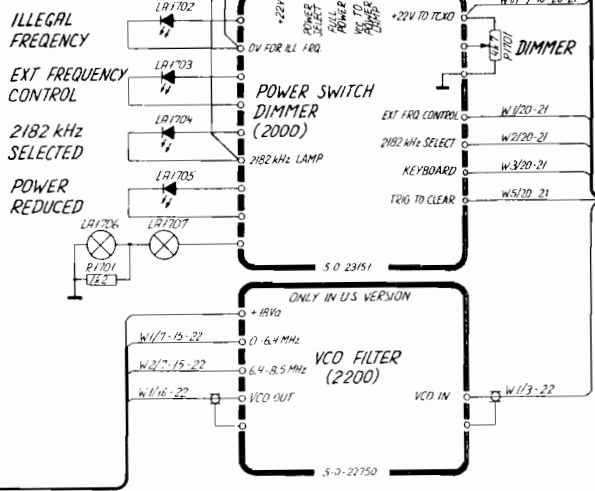 LA1702
ILLEGAL
FREQENCY
+22V
POWER
SELECT
FULL
POWER
VCC TO
POWER
LAMP
+22V TO TCXO
0V FOR ILL FRQ.
4k7
P1701
DIMMER
LA1703
EXT FREQUENCY
CONTROL
POWER SWITCH
DIMMER
(2000)
EXT FRQ CONTROL
W1/20-21
LA1704
2182 kHz
SELECTED
2182 kHz SELECT
W2/20-21
2182 kHz LAMP
KEYBOARD
W3/20-21
LA1705
POWER
REDUCED
TRIG TO CLEAR
W5/20-21
LA1706
LA1707
R1701
1k2
5-0-23151
ONLY IN U.S VERSION
+18Va
W1/7-15-22
0-6.4 MHz
VCO FILTER
(2200)
W2/7-15-22
6.4-8.5 MHz
W1/16-22
VCO OUT
VCO IN
W1/3-22
5-0-22750